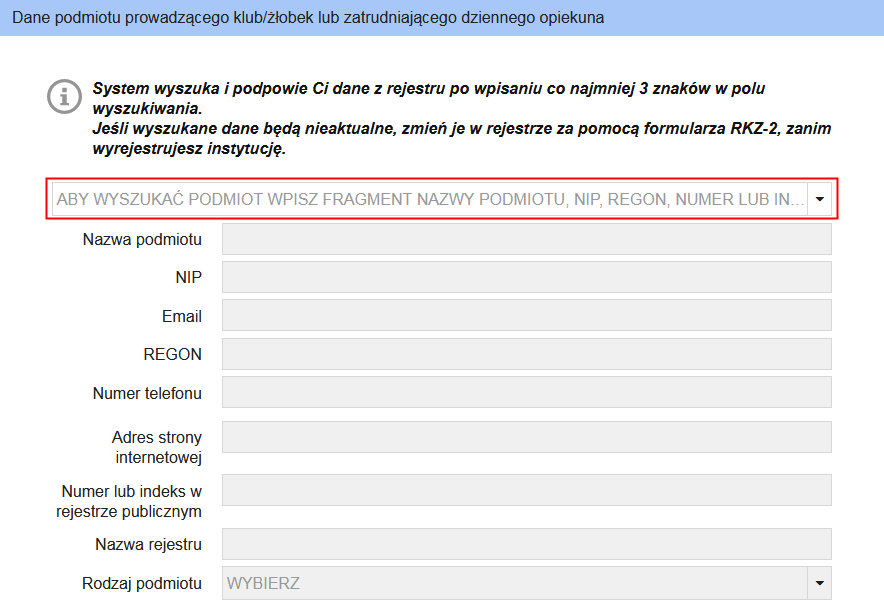 Dane podmiotu prowadzącego klub/żłobek lub zatrudniającego dziennego opiekuna
System wyszuka i podpowie Ci dane z rejestru po wpisaniu co najmniej 3 znaków w polu
wyszukiwania.
Jeśli wyszukane dane będą nieaktualne, zmień je w rejestrze za pomocą formularza RKZ-2, zanim
wyrejestrujesz instytucję.
ABY WYSZUKAĆ PODMIOT WPISZ FRAGMENT NAZWY PODMIOTU, NIP, REGON, NUMER LUB IN...
Nazwa podmiotu
NIP
Email
REGON
Numer telefonu
Adres strony
internetowej
Numer lub indeks w
rejestrze publicznym
Nazwa rejestru
Rodzaj podmiotu WYBIERZ